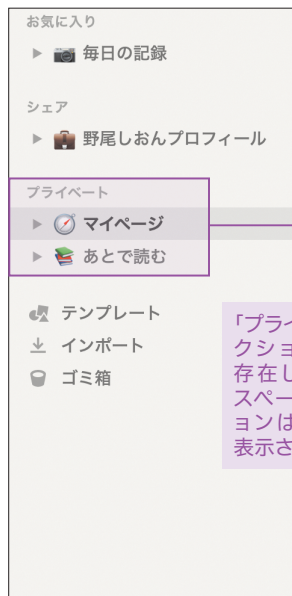 お気に入り
毎日の記録
シェア
野尾しおんプロフィール
プライベート
マイページ
あとで読む
テンプレート
インポート
ゴミ箱
「プライ
クショ
存在し
スペー
ョンは
表示さ